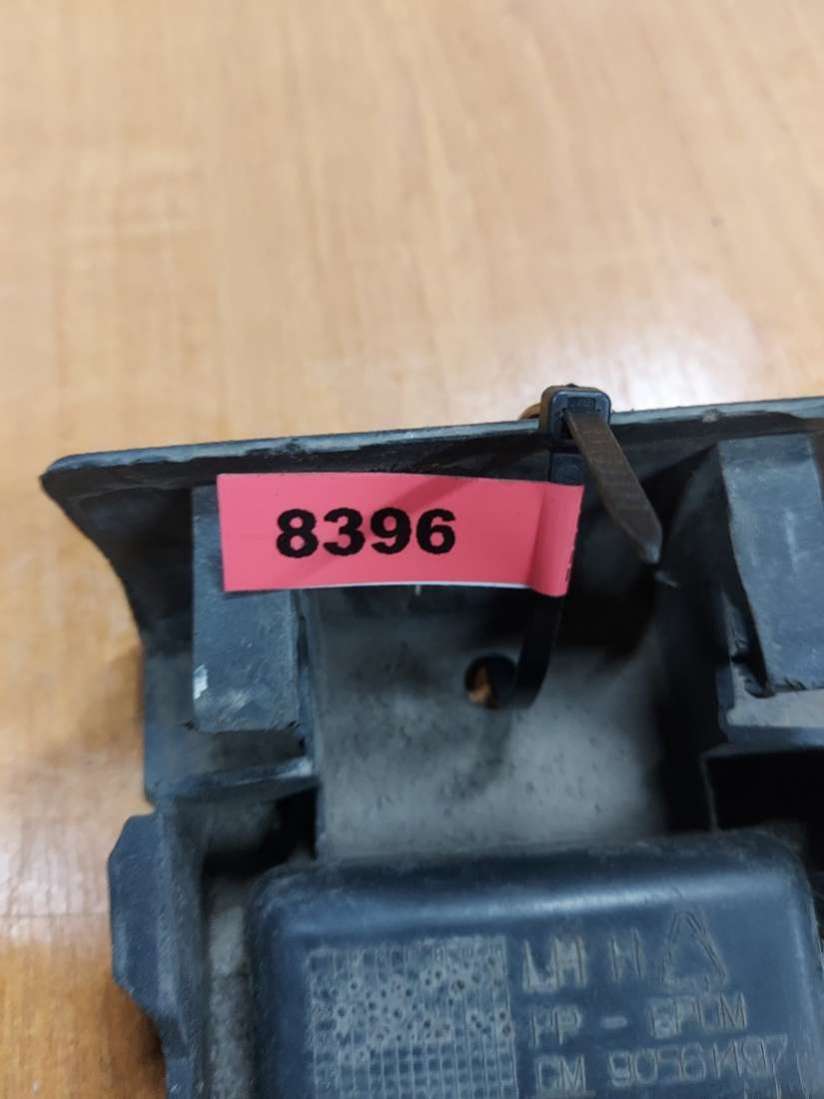 8396
LH H
PP - EPDM
GM 90561497